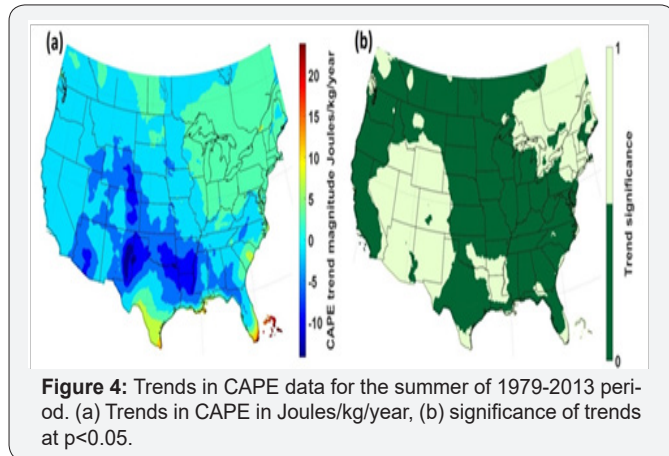 (a)
(b)
20
15
10
5
0
-5
-10
CAPE trend magnitude Joules/kg/year
1
0
Trend significance
Figure 4: Trends in CAPE data for the summer of 1979-2013 peri-
od. (a) Trends in CAPE in Joules/kg/year, (b) significance of trends
at p<0.05.